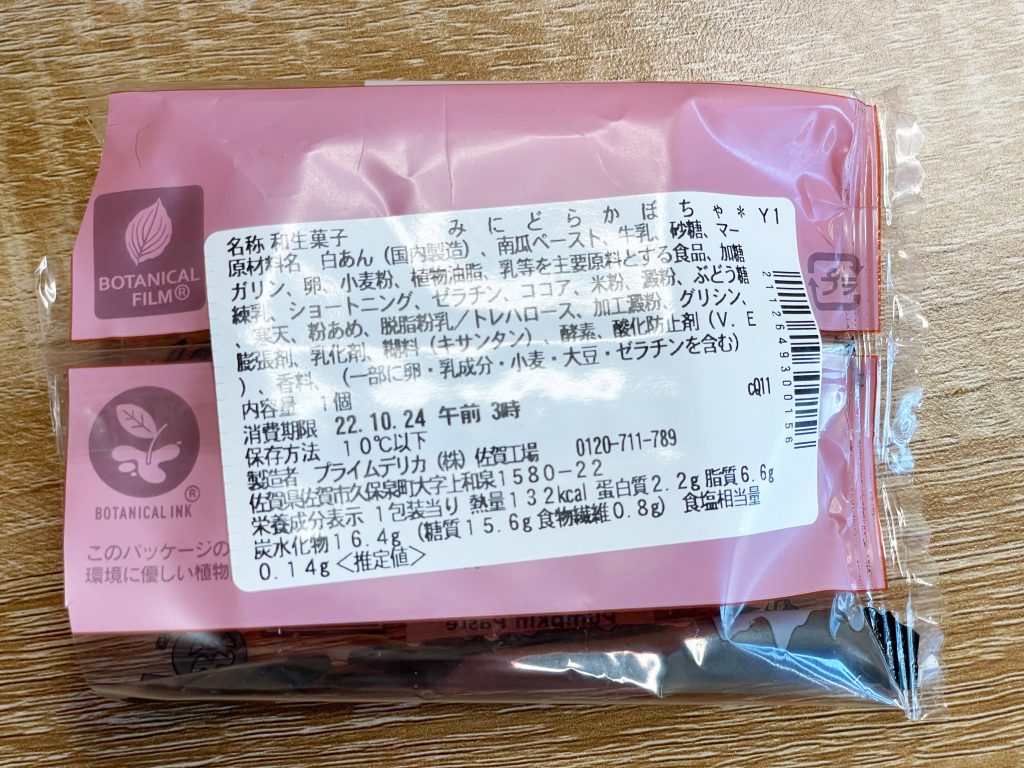 BOTANICAL
FILM®
みにどらかぼちゃ* Y1
名称 和生菓子
原材料名 白あん(国内製造)、南瓜ペースト、牛乳、砂糖、マー
ガリン、卵、小麦粉、植物油脂、乳等を主要原料とする食品、加糖
練乳、ショートニング、ゼラチン、ココア、米粉、澱粉、ぶどう糖
、寒天、粉あめ、脱脂粉乳/トレハロース、加工澱粉、グリシン、
膨張剤、乳化剤、糊料(キサンタン)、酵素、酸化防止剤(V.E
)、香料、(一部に卵・乳成分・小麦・大豆・ゼラチンを含む)
内容量 1個
cQ11
消費期限 22.10.24 午前 3時
保存方法 10℃以下
製造者 プライムデリカ(株)佐賀工場 0120-711-789
佐賀県佐賀市久保泉町大字上和泉1580-22
栄養成分表示 1包装当り 熱量132kcal 蛋白質2.2g 脂質6.6g
炭水化物16.4g (糖質15.6g 食物繊維0.8g) 食塩相当量
0.14g<推定値>
2112649300156
プラ
®
BOTANICAL INK
このパッケージの
環境に優しい植物
Pumpkin Paste